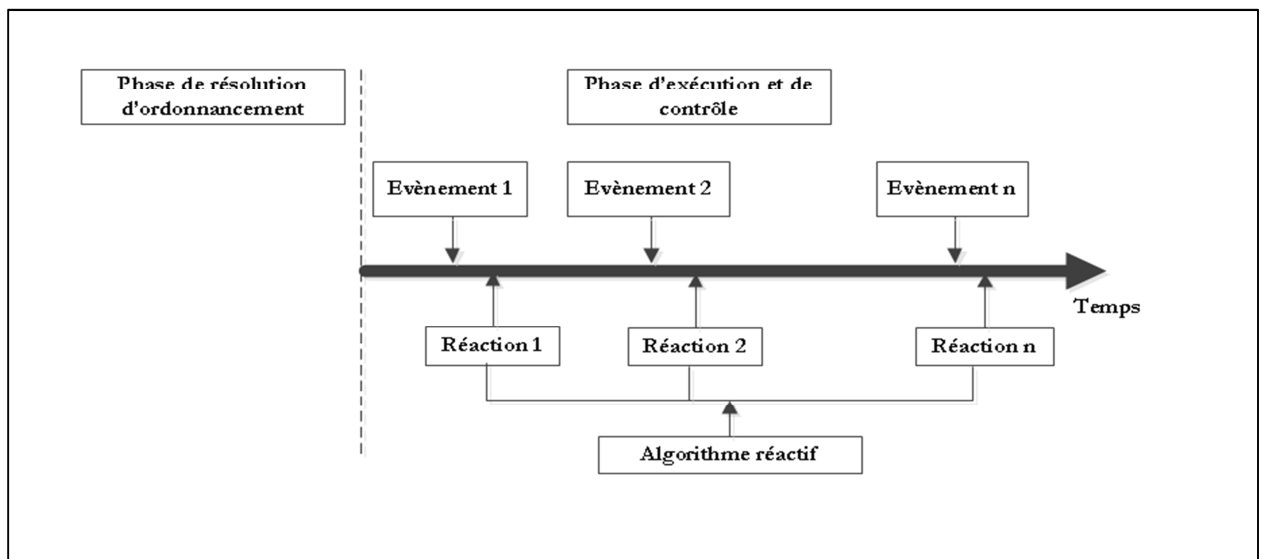 Phase de résolution
d'ordonnancement
Phase d'exécution et de
contrôle
Evènement 1
Evènement 2
Evènement n
Temps
Réaction 1
Réaction 2
Réaction n
Algorithme réactif